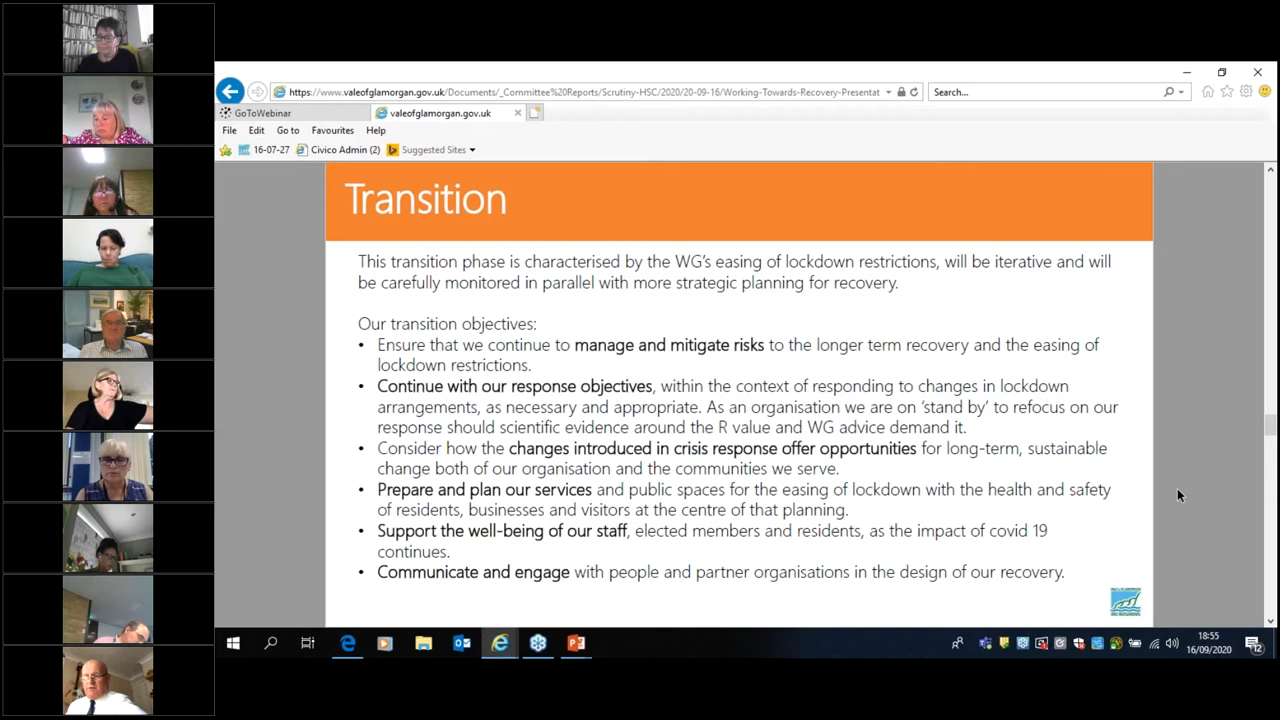 https://www.valeofglamorgan.gov.uk/Documents/_Committee%20Reports/Scrutiny-HSC/2020/20-09-16/Working-Towards-Recovery-Presentat
Search...
GoToWebinar
valeofglamorgan.gov.uk
File Edit Go to Favourites Help
16-07-27 Civico Admin (2) Suggested Sites
Transition
This transition phase is characterised by the WG's easing of lockdown restrictions, will be iterative and will
be carefully monitored in parallel with more strategic planning for recovery.
Our transition objectives:
• Ensure that we continue to manage and mitigate risks to the longer term recovery and the easing of
lockdown restrictions.
• Continue with our response objectives, within the context of responding to changes in lockdown
arrangements, as necessary and appropriate. As an organisation we are on 'stand by' to refocus on our
response should scientific evidence around the R value and WG advice demand it.
• Consider how the changes introduced in crisis response offer opportunities for long-term, sustainable
change both of our organisation and the communities we serve.
• Prepare and plan our services and public spaces for the easing of lockdown with the health and safety
of residents, businesses and visitors at the centre of that planning.
• Support the well-being of our staff, elected members and residents, as the impact of covid 19
continues.
• Communicate and engage with people and partner organisations in the design of our recovery.
18:55
16/09/2020
12